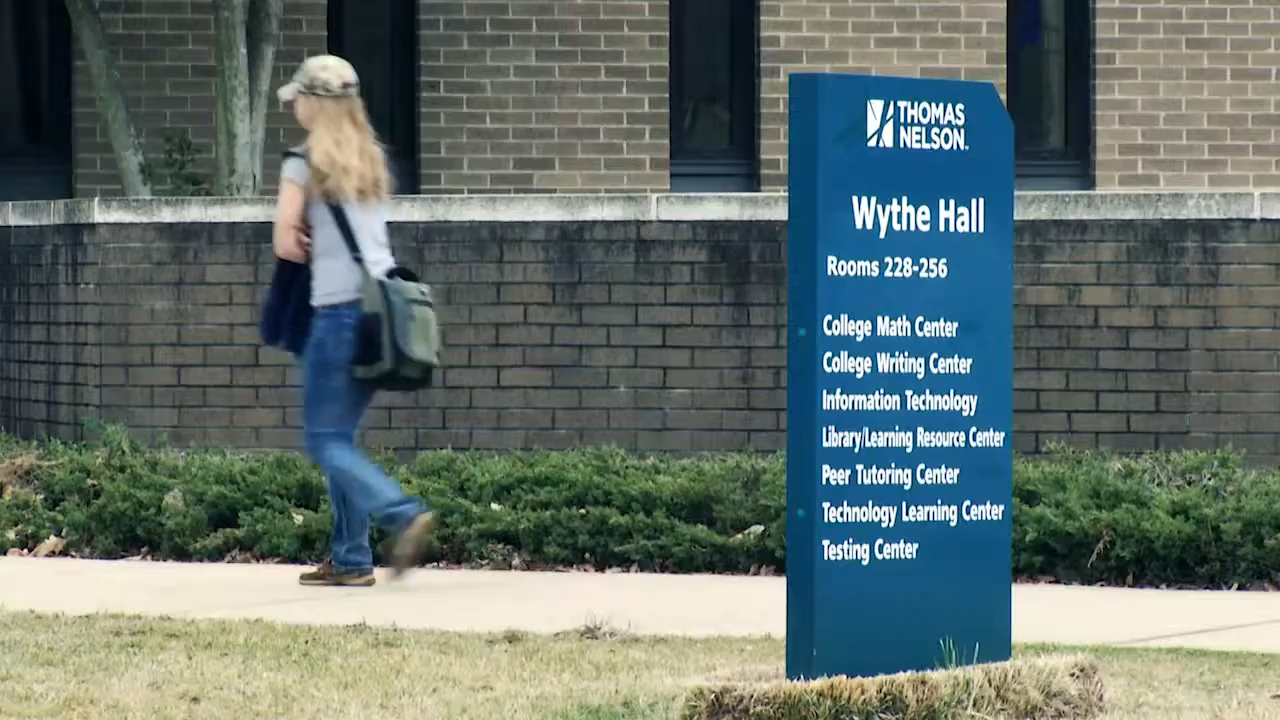 THOMAS
NELSON
Wythe Hall
Rooms 228-256
College Math Center
College Writing Center
Information Technology
Library/Learning Resource Center
Peer Tutoring Center
Technology Learning Center
Testing Center